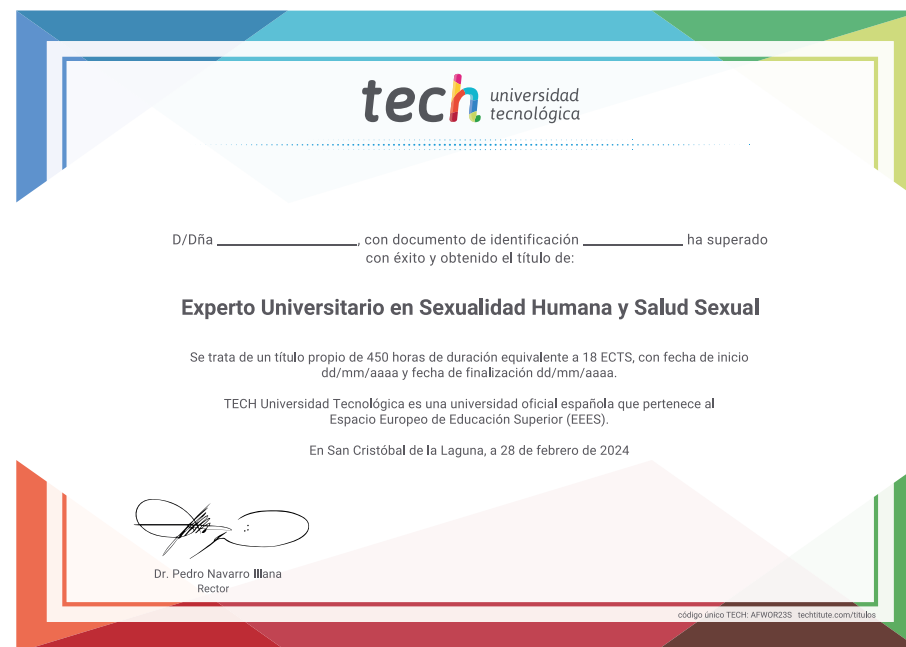 tech universidad
tecnológica
D/Dña ________________, con documento de identificación ____________ ha superado
con éxito y obtenido el título de:
Experto Universitario en Sexualidad Humana y Salud Sexual
Se trata de un título propio de 450 horas de duración equivalente a 18 ECTS, con fecha de inicio
dd/mm/aaaa y fecha de finalización dd/mm/aaaa.
TECH Universidad Tecnológica es una universidad oficial española que pertenece al
Espacio Europeo de Educación Superior (EEES).
En San Cristóbal de la Laguna, a 28 de febrero de 2024
Dr. Pedro Navarro Illana
Rector
código único TECH: AFWOR23S techtitute.com/titulos